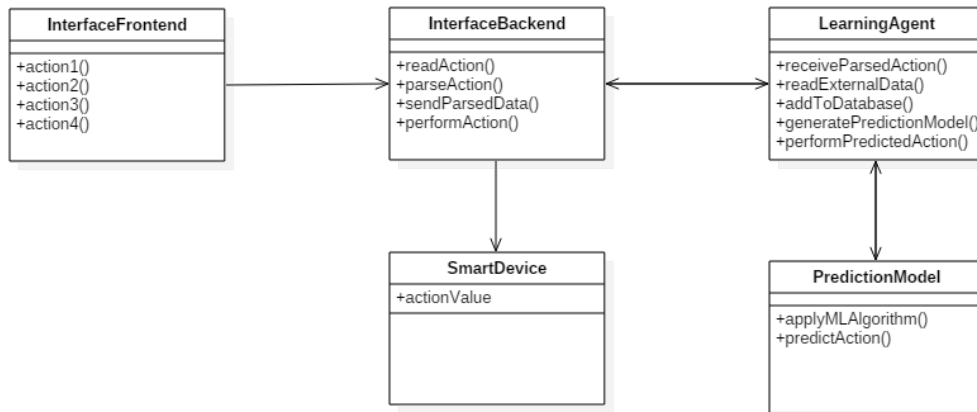 InterfaceFrontend
+action1()
+action2()
+action3()
+action4()
InterfaceBackend
+readAction()
+parseAction()
+sendParsedData()
+performAction()
LearningAgent
+receiveParsedAction()
+readExternalData()
+addToDatabase()
+generatePredictionModel()
+performPredictedAction()
SmartDevice
+actionValue
PredictionModel
+applyMLAlgorithm()
+predictAction()